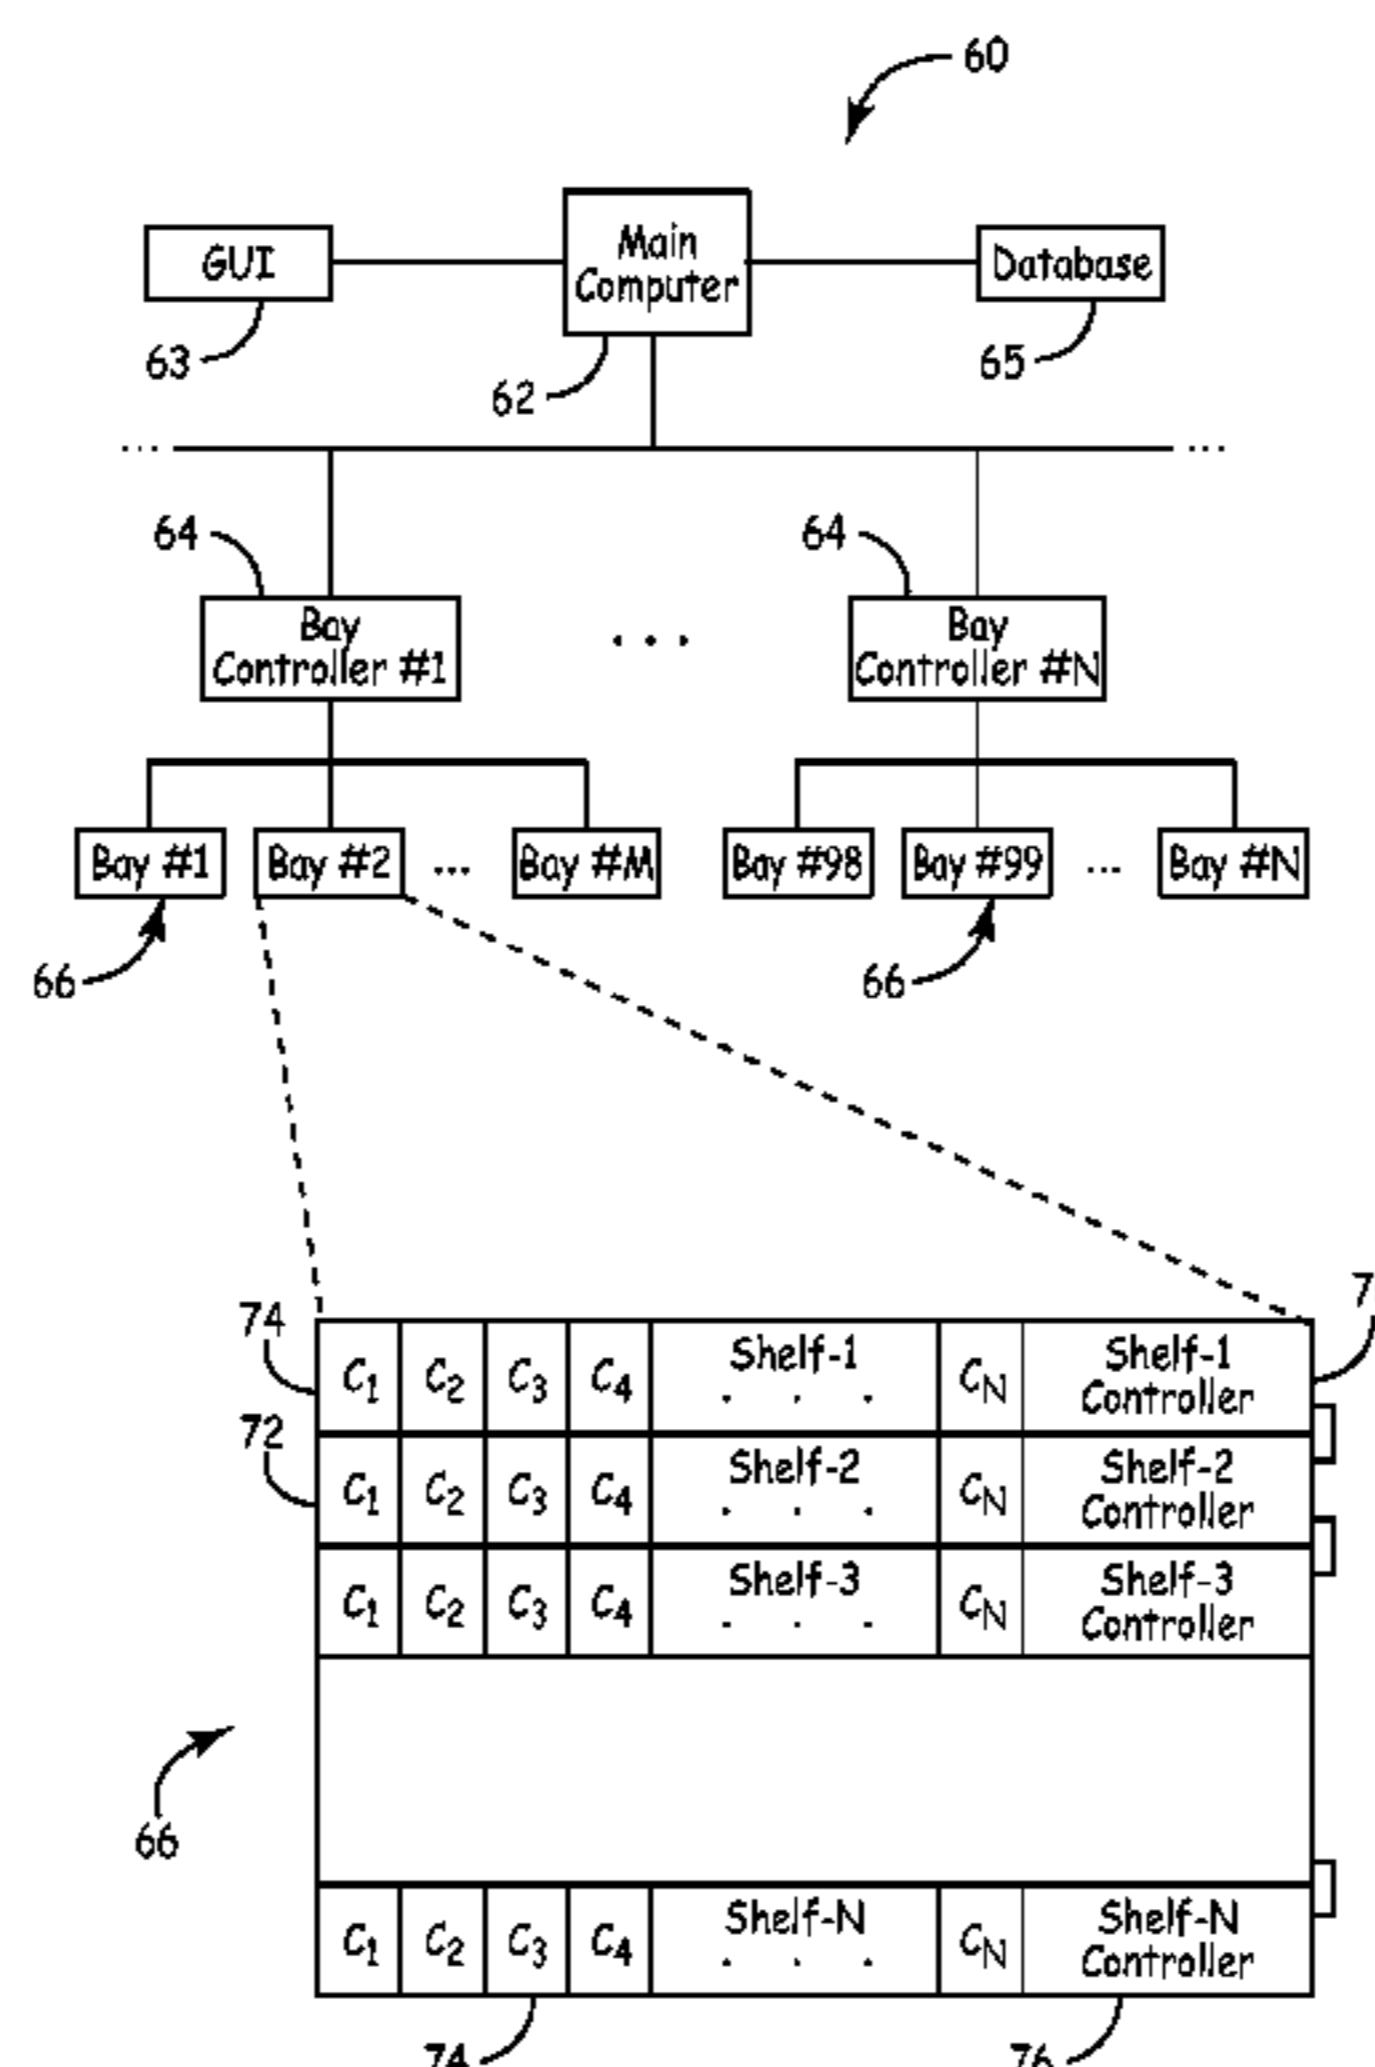 60
GUI
Main
Computer
Database
63
62
65
... ...
64
64
Bay
Controller #1
...
Bay
Controller #N
Bay #1
Bay #2
...
Bay #M
Bay #98
Bay #99
...
Bay #N
66
66
74
72
C1 C2 C3 C4 Shelf-1 . . . CN Shelf-1 Controller
C1 C2 C3 C4 Shelf-2 . . . CN Shelf-2 Controller
C1 C2 C3 C4 Shelf-3 . . . CN Shelf-3 Controller
66
C1 C2 C3 C4 Shelf-N . . . CN Shelf-N Controller
74
76